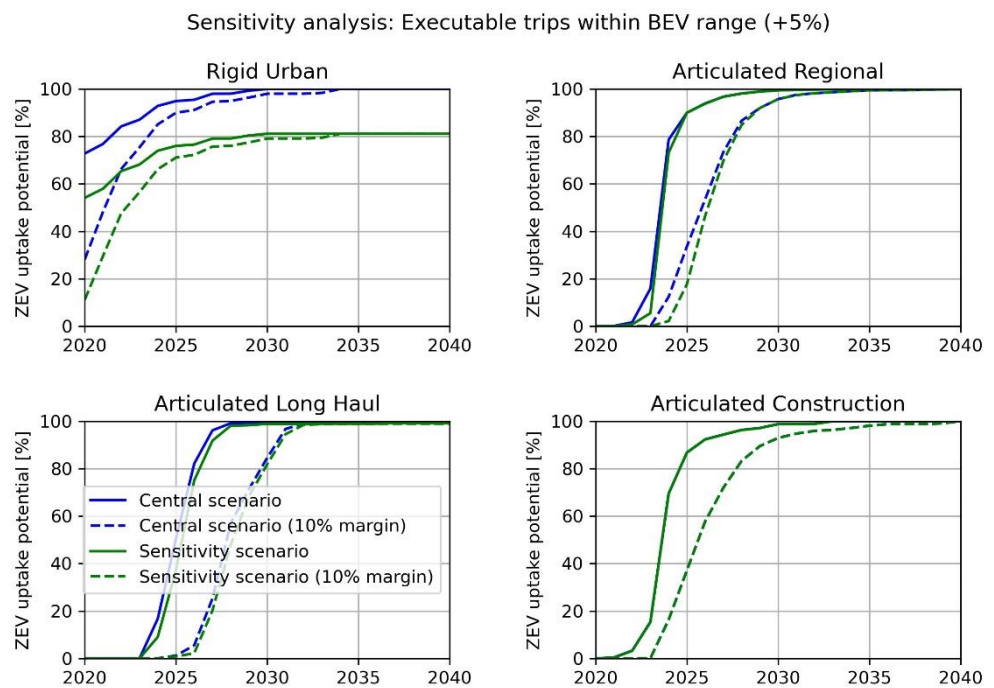 Sensitivity analysis: Executable trips within BEV range (+5%)
Rigid Urban
ZEV uptake potential [%]
100
80
60
40
20
0
2020 2025 2030 2035 2040
Articulated Regional
ZEV uptake potential [%]
100
80
60
40
20
0
2020 2025 2030 2035 2040
Articulated Long Haul
ZEV uptake potential [%]
100
80
60
40
20
0
Central scenario
Central scenario (10% margin)
Sensitivity scenario
Sensitivity scenario (10% margin)
2020 2025 2030 2035 2040
Articulated Construction
ZEV uptake potential [%]
100
80
60
40
20
0
2020 2025 2030 2035 2040